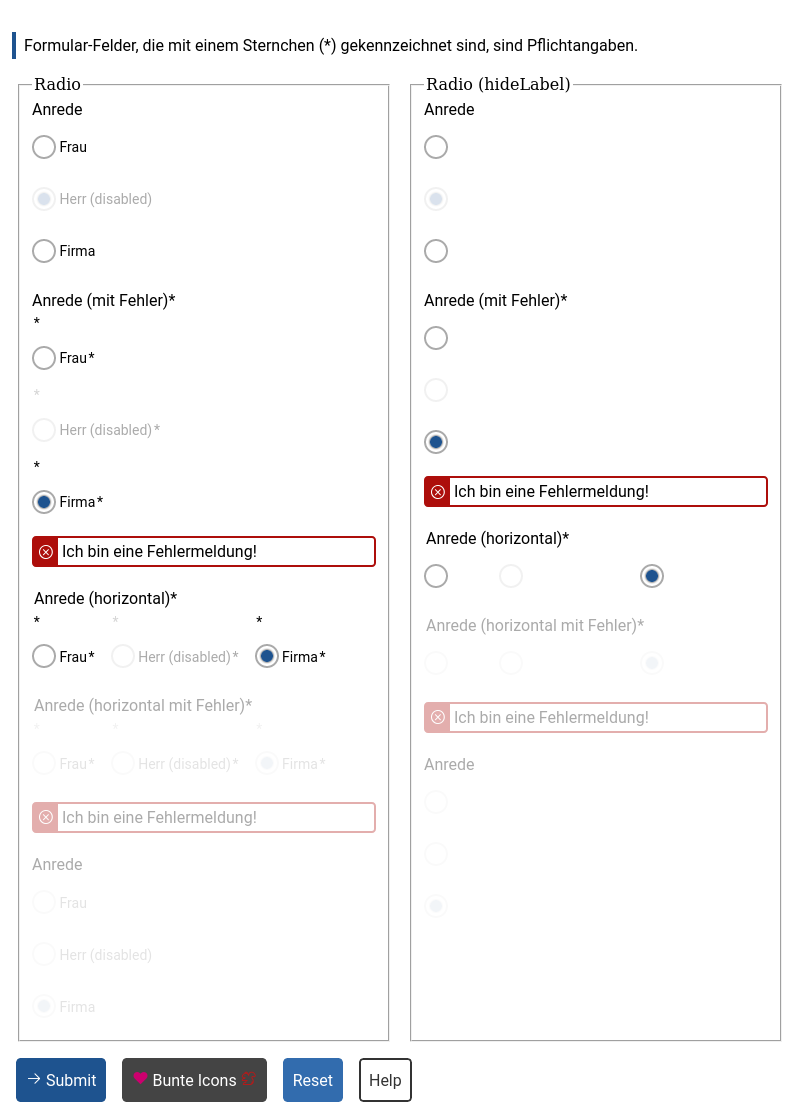 Formular-Felder, die mit einem Sternchen (*) gekennzeichnet sind, sind Pflichtangaben.
Radio
Anrede
Frau
Herr (disabled)
Firma
Anrede (mit Fehler)*
*
Frau*
*
Herr (disabled)*
*
Firma*
Ich bin eine Fehlermeldung!
Anrede (horizontal)*
* * *
Frau* Herr (disabled)* Firma*
Anrede (horizontal mit Fehler)*
* * *
Frau* Herr (disabled)* Firma*
Ich bin eine Fehlermeldung!
Anrede
Frau
Herr (disabled)
Firma
Radio (hideLabel)
Anrede
Anrede (mit Fehler)*
Ich bin eine Fehlermeldung!
Anrede (horizontal)*
Anrede (horizontal mit Fehler)*
Ich bin eine Fehlermeldung!
Anrede
Submit Bunte Icons Reset Help